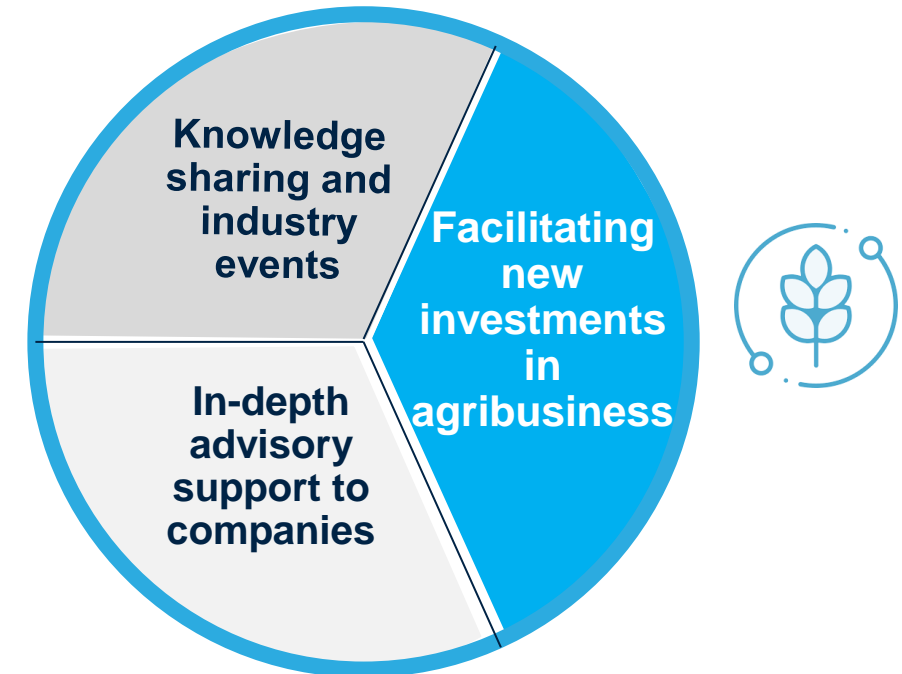 Knowledge
sharing and
industry
events
Facilitating
new
investments
in
agribusiness
In-depth
advisory
support to
companies